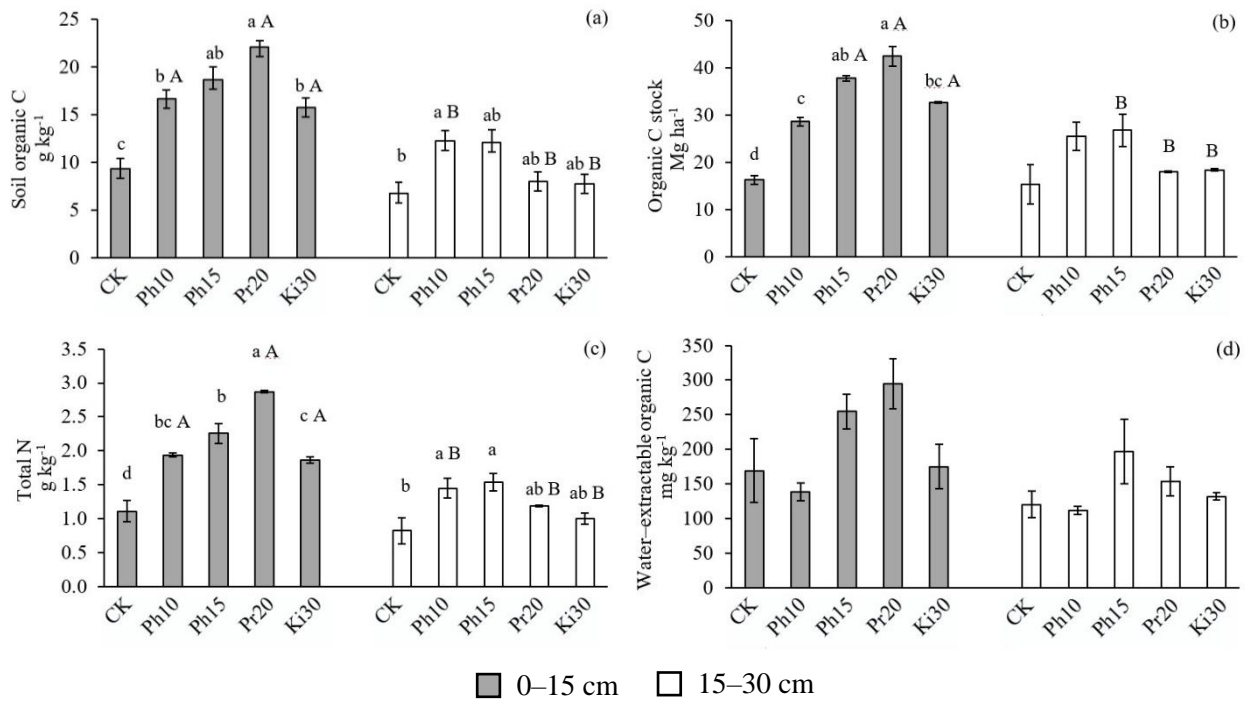 (a)
Soil organic C
g kg-1
25
20
15
10
5
0
c
b A
ab
a A
b A
b
a B
ab
ab B
ab B
CK Ph10 Ph15 Pr20 Ki30 CK Ph10 Ph15 Pr20 Ki30
(b)
Organic C stock
Mg ha-1
50
40
30
20
10
0
d
c
ab A
a A
bc A
B
B
B
CK Ph10 Ph15 Pr20 Ki30 CK Ph10 Ph15 Pr20 Ki30
(c)
Total N
g kg-1
3.5
3.0
2.5
2.0
1.5
1.0
0.5
0.0
d
bc A
b
a A
c A
b
a B
a
ab B
ab B
CK Ph10 Ph15 Pr20 Ki30 CK Ph10 Ph15 Pr20 Ki30
(d)
Water–extractable organic C
mg kg-1
350
300
250
200
150
100
50
0
CK Ph10 Ph15 Pr20 Ki30 CK Ph10 Ph15 Pr20 Ki30
0–15 cm 15–30 cm